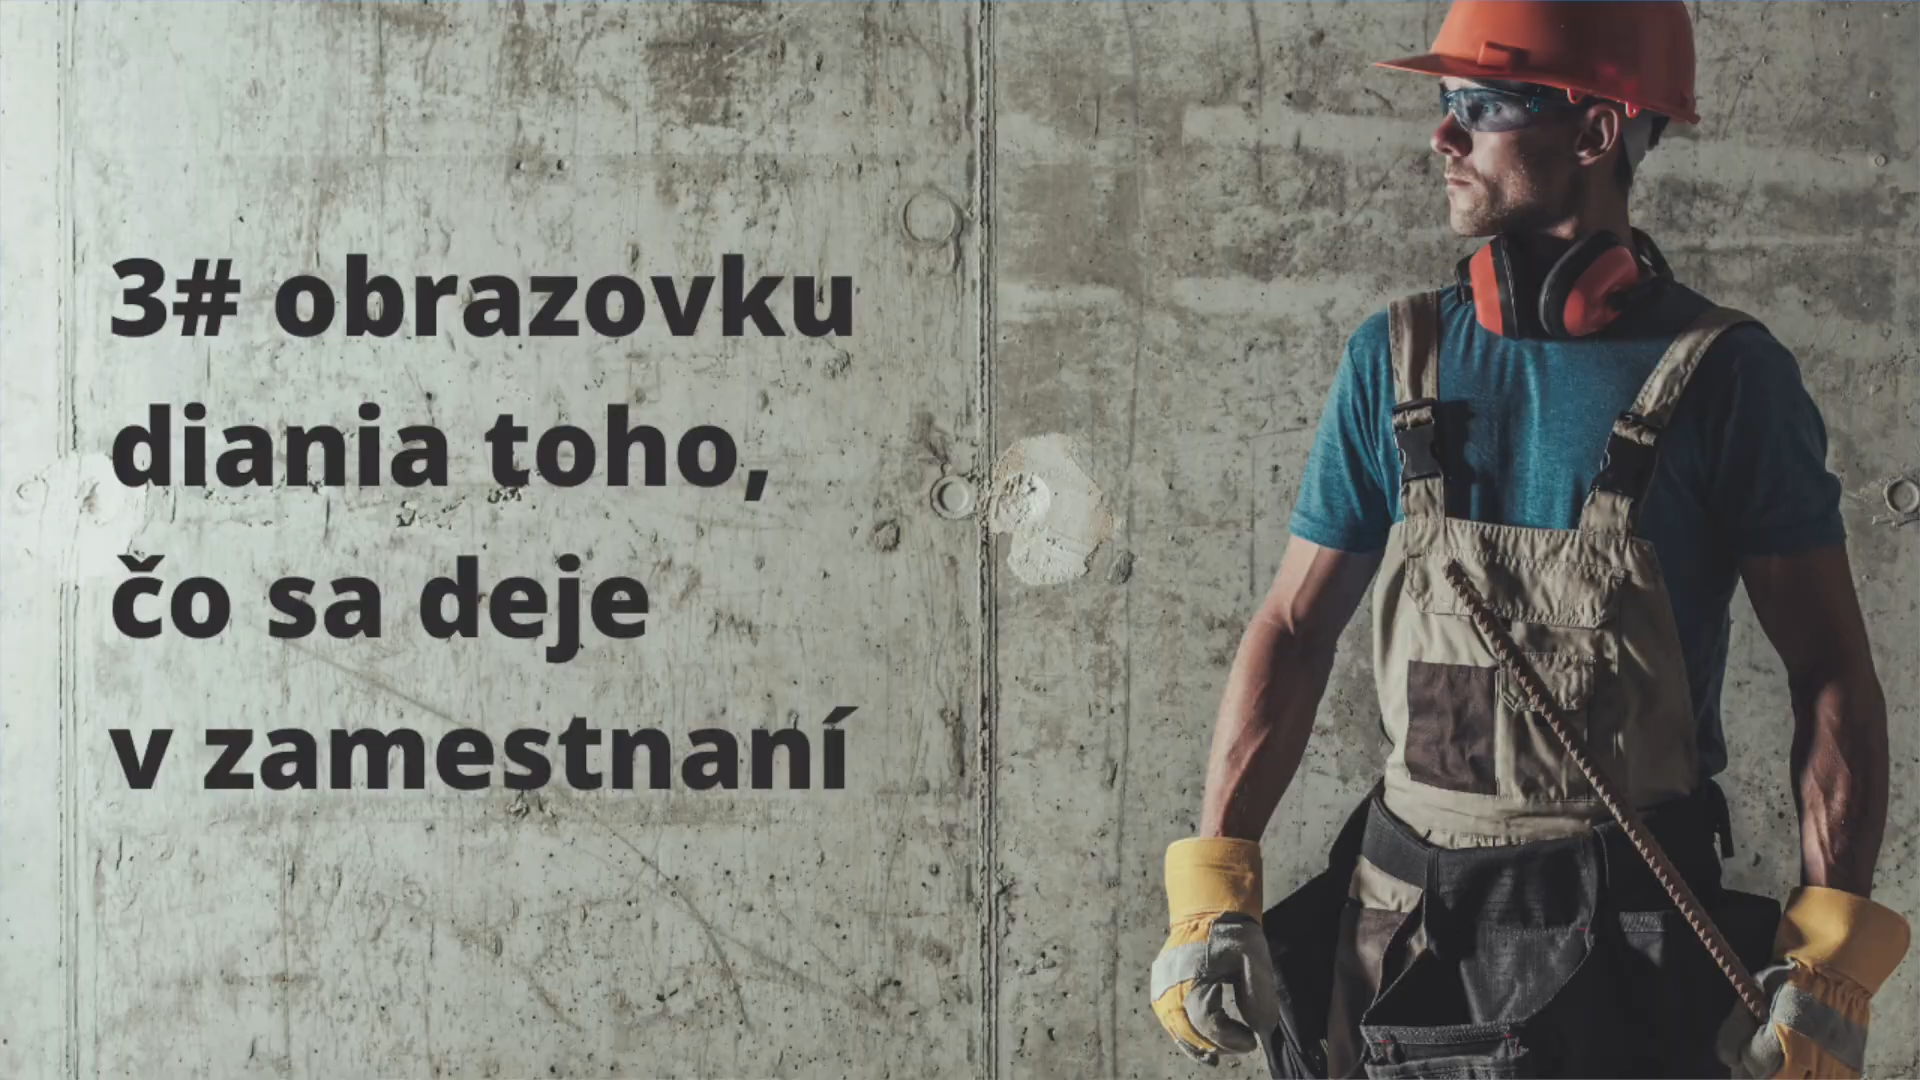 3# obrazovku
diania toho,
čo sa deje
v zamestnaní